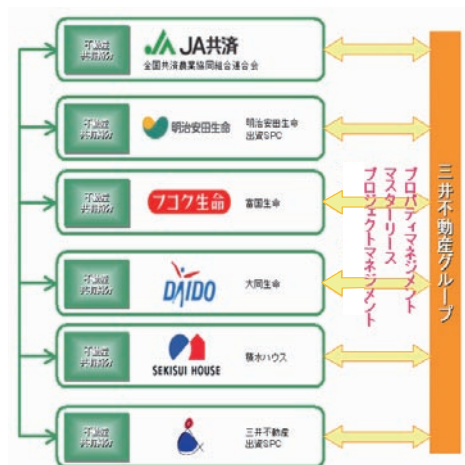 不動産
共有持分
JA共済
全国共済農業協同組合連合会
不動産
共有持分
明治安田生命
明治安田生命
出資SPC
不動産
共有持分
フコク生命
富国生命
不動産
共有持分
DAIDO
大同生命
不動産
共有持分
SEKISUI HOUSE
積水ハウス
不動産
共有持分
三井不動産
出資SPC
プロパティマネジメント
マスターリース
プロジェクトマネジメント
三井不動産グループ